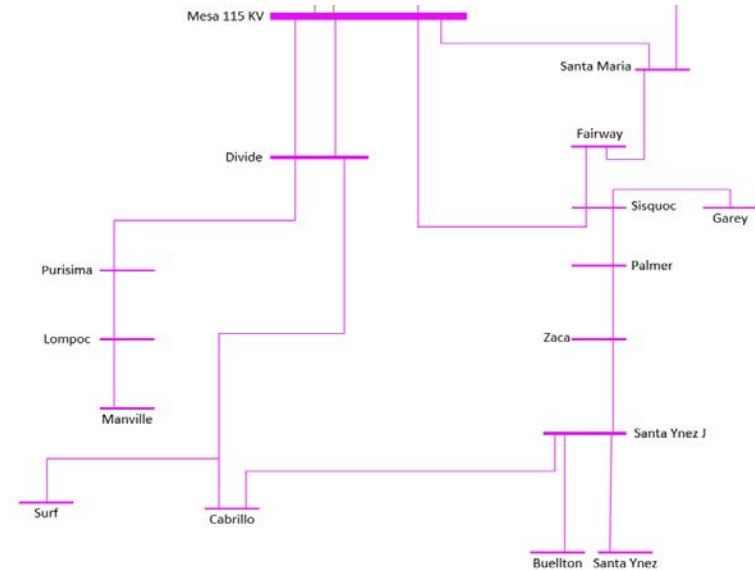 Mesa 115 KV
Santa Maria
Fairway
Divide
Sisquoc
Garey
Purisima
Palmer
Lompoc
Zaca
Manville
Santa Ynez J
Surf
Cabrillo
Buellton
Santa Ynez